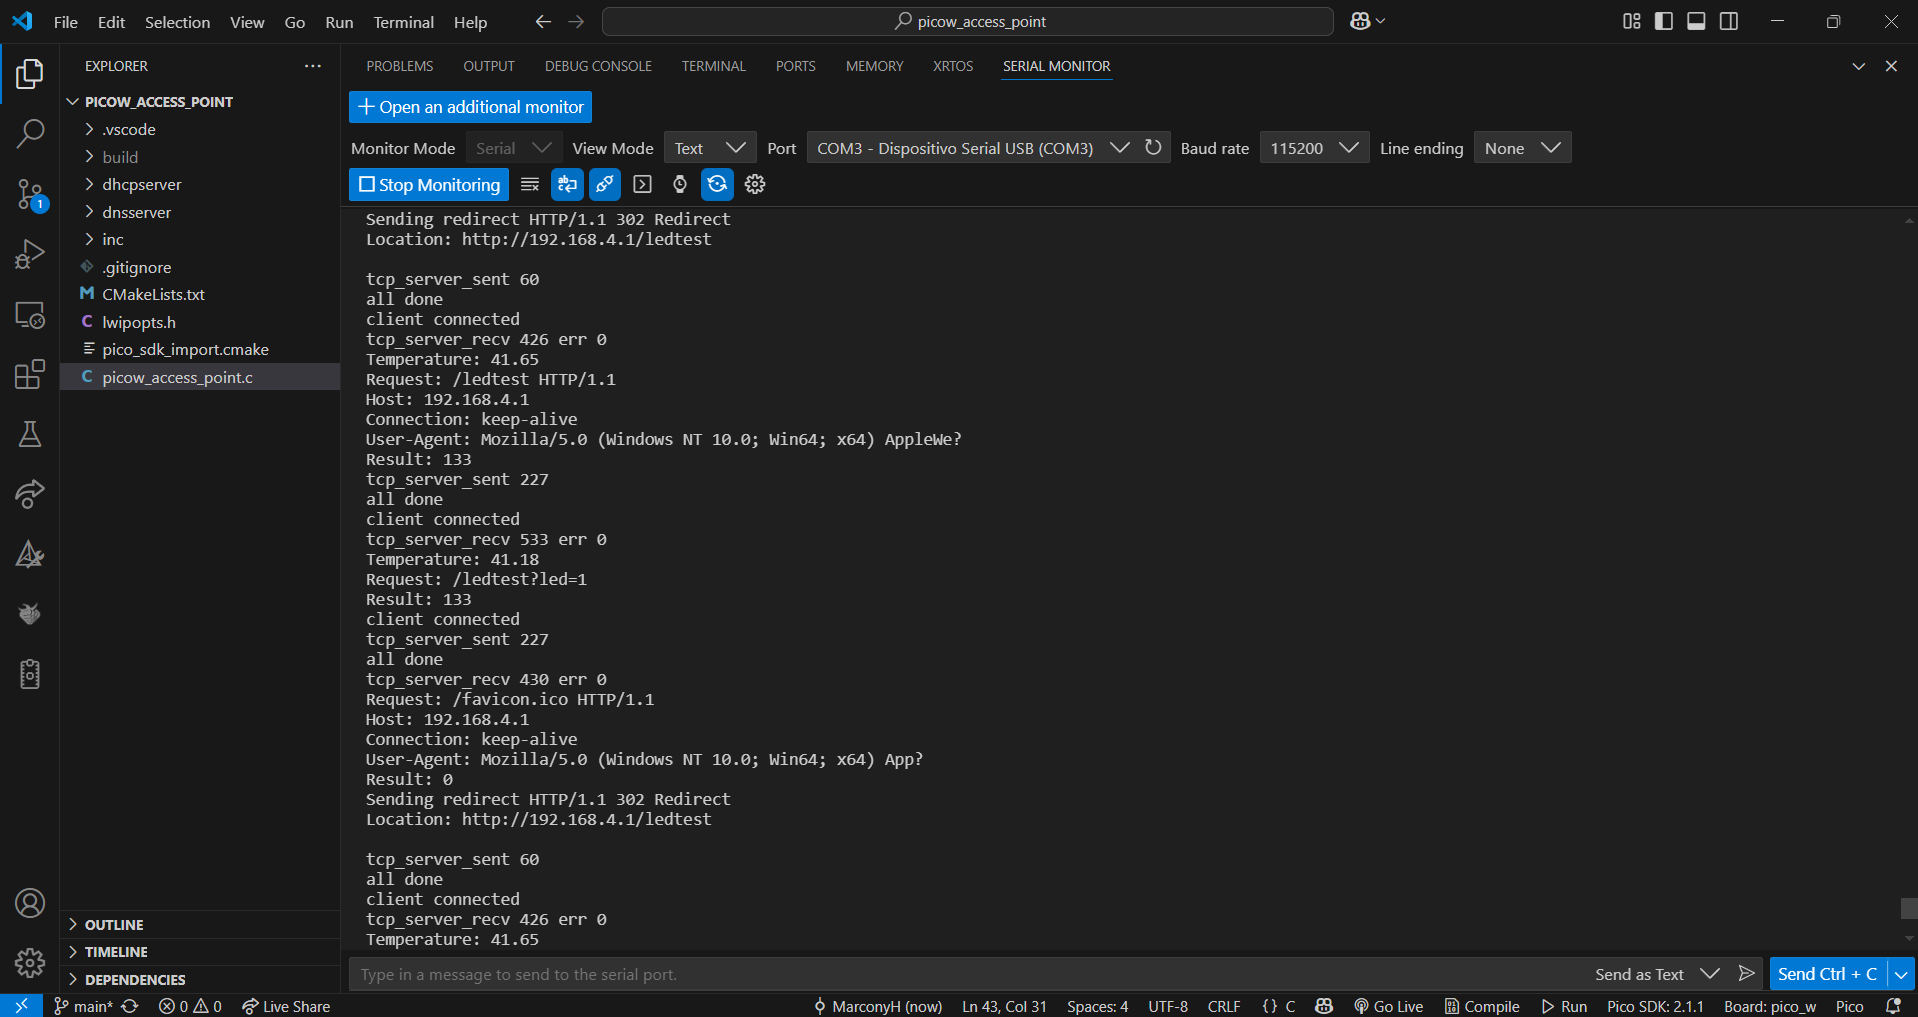 File Edit Selection View Go Run Terminal Help
picow_access_point
EXPLORER
PICOW_ACCESS_POINT
.vscode
build
dhcpserver
dnsserver
inc
.gitignore
CMakeLists.txt
lwipopts.h
pico_sdk_import.cmake
picow_access_point.c
OUTLINE
TIMELINE
DEPENDENCIES
PROBLEMS OUTPUT DEBUG CONSOLE TERMINAL PORTS MEMORY XRTOS SERIAL MONITOR
Open an additional monitor
Monitor Mode Serial View Mode Text Port COM3 - Dispositivo Serial USB (COM3) Baud rate 115200 Line ending None
Stop Monitoring
Sending redirect HTTP/1.1 302 Redirect
Location: http://192.168.4.1/ledtest
tcp_server_sent 60
all done
client connected
tcp_server_recv 426 err 0
Temperature: 41.65
Request: /ledtest HTTP/1.1
Host: 192.168.4.1
Connection: keep-alive
User-Agent: Mozilla/5.0 (Windows NT 10.0; Win64; x64) AppleWe?
Result: 133
tcp_server_sent 227
all done
client connected
tcp_server_recv 533 err 0
Temperature: 41.18
Request: /ledtest?led=1
Result: 133
client connected
tcp_server_sent 227
all done
tcp_server_recv 430 err 0
Request: /favicon.ico HTTP/1.1
Host: 192.168.4.1
Connection: keep-alive
User-Agent: Mozilla/5.0 (Windows NT 10.0; Win64; x64) App?
Result: 0
Sending redirect HTTP/1.1 302 Redirect
Location: http://192.168.4.1/ledtest
tcp_server_sent 60
all done
client connected
tcp_server_recv 426 err 0
Temperature: 41.65
Type in a message to send to the serial port. Send as Text Send Ctrl + C
main* 0 0 Live Share MarconyH (now) Ln 43, Col 31 Spaces: 4 UTF-8 CRLF {} C Go Live Compile Run Pico SDK: 2.1.1 Board: pico_w Pico